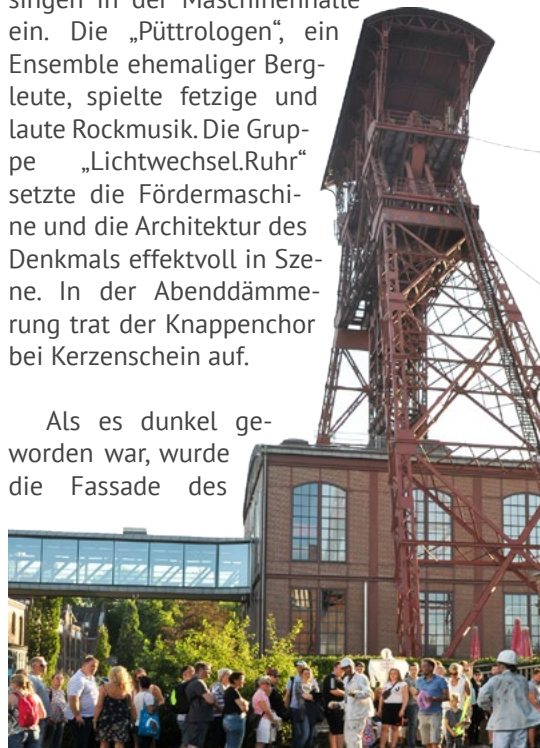 singen in der Maschinenhalle
ein. Die „Püttrologen“, ein
Ensemble ehemaliger Berg-
leute, spielte fetzige und
laute Rockmusik. Die Grup-
pe „Lichtwechsel.Ruhr“
setzte die Fördermaschi-
ne und die Architektur des
Denkmals effektvoll in Sze-
ne. In der Abenddämme-
rung trat der Knappenchor
bei Kerzenschein auf.
Als es dunkel ge-
worden war, wurde
die Fassade des